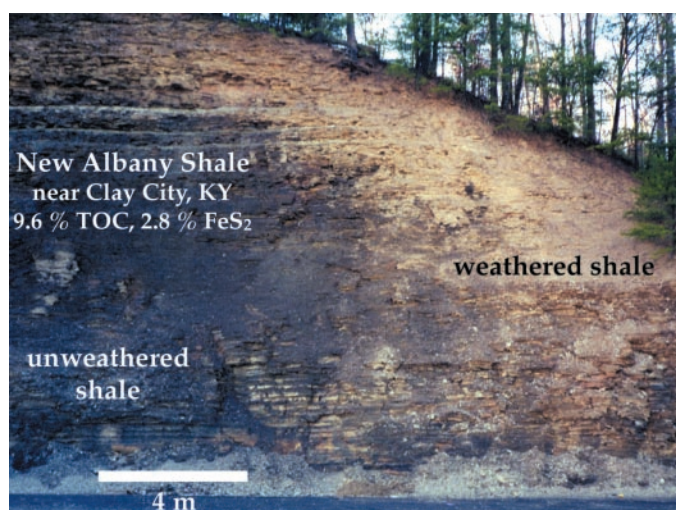 New Albany Shale
near Clay City, KY
9.6 % TOC, 2.8 % FeS₂
weathered shale
unweathered
shale
4 m